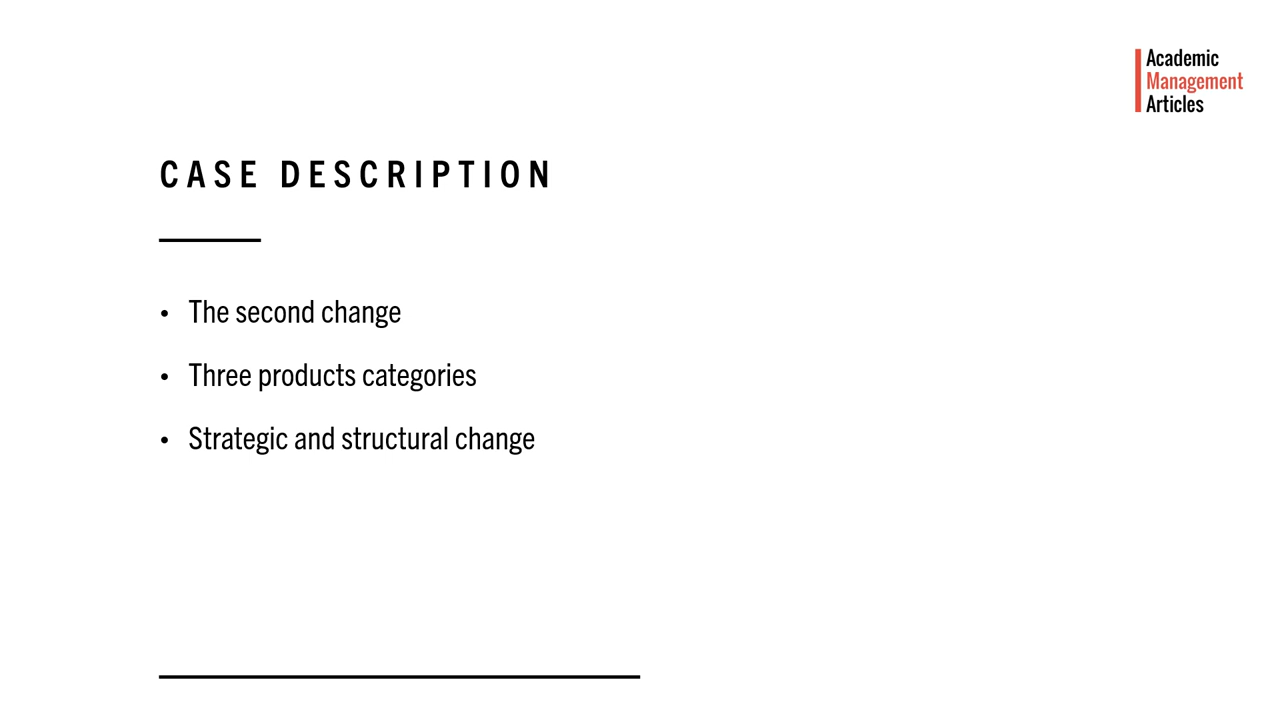 Academic
Management
Articles
CASE DESCRIPTION
• The second change
• Three products categories
• Strategic and structural change